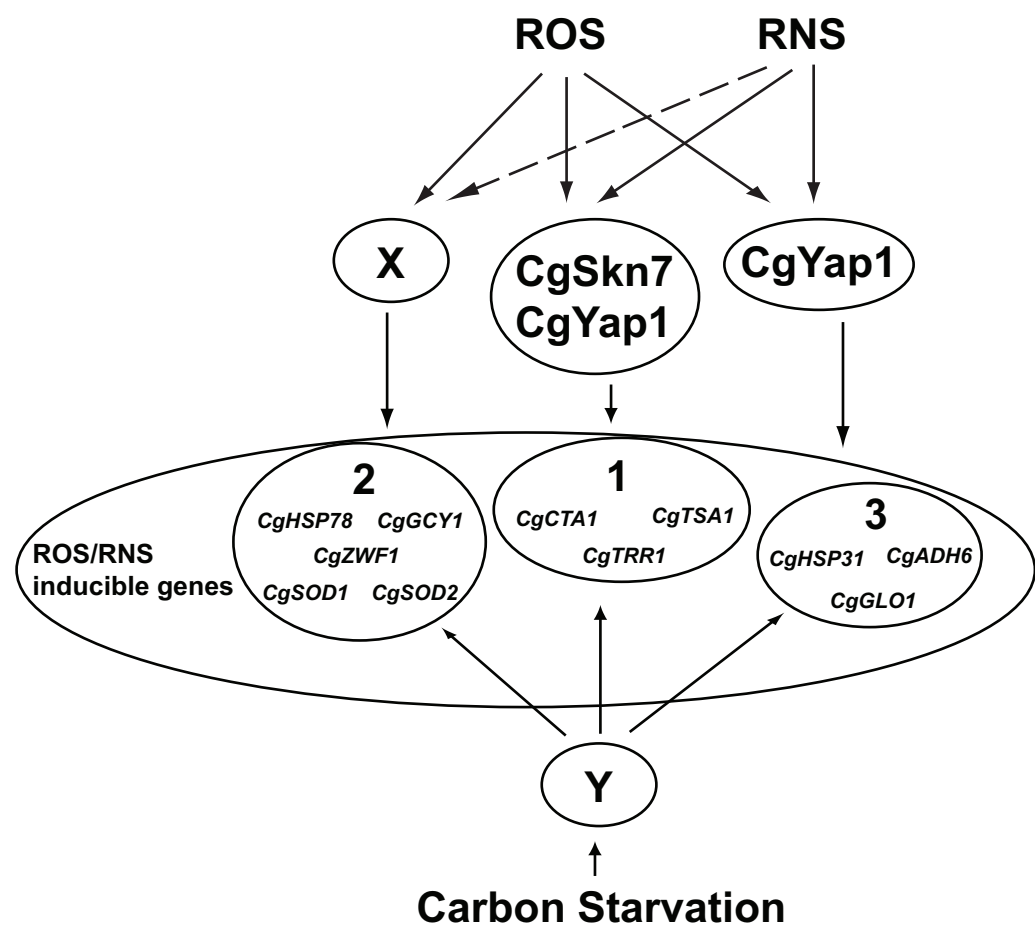 ROS RNS
X
CgSkn7
CgYap1
CgYap1
2
CgHSP78 CgGCY1
CgZWF1
CgSOD1 CgSOD2
1
CgCTA1 CgTSA1
CgTRR1
3
CgHSP31 CgADH6
CgGLO1
ROS/RNS
inducible genes
Y
Carbon Starvation